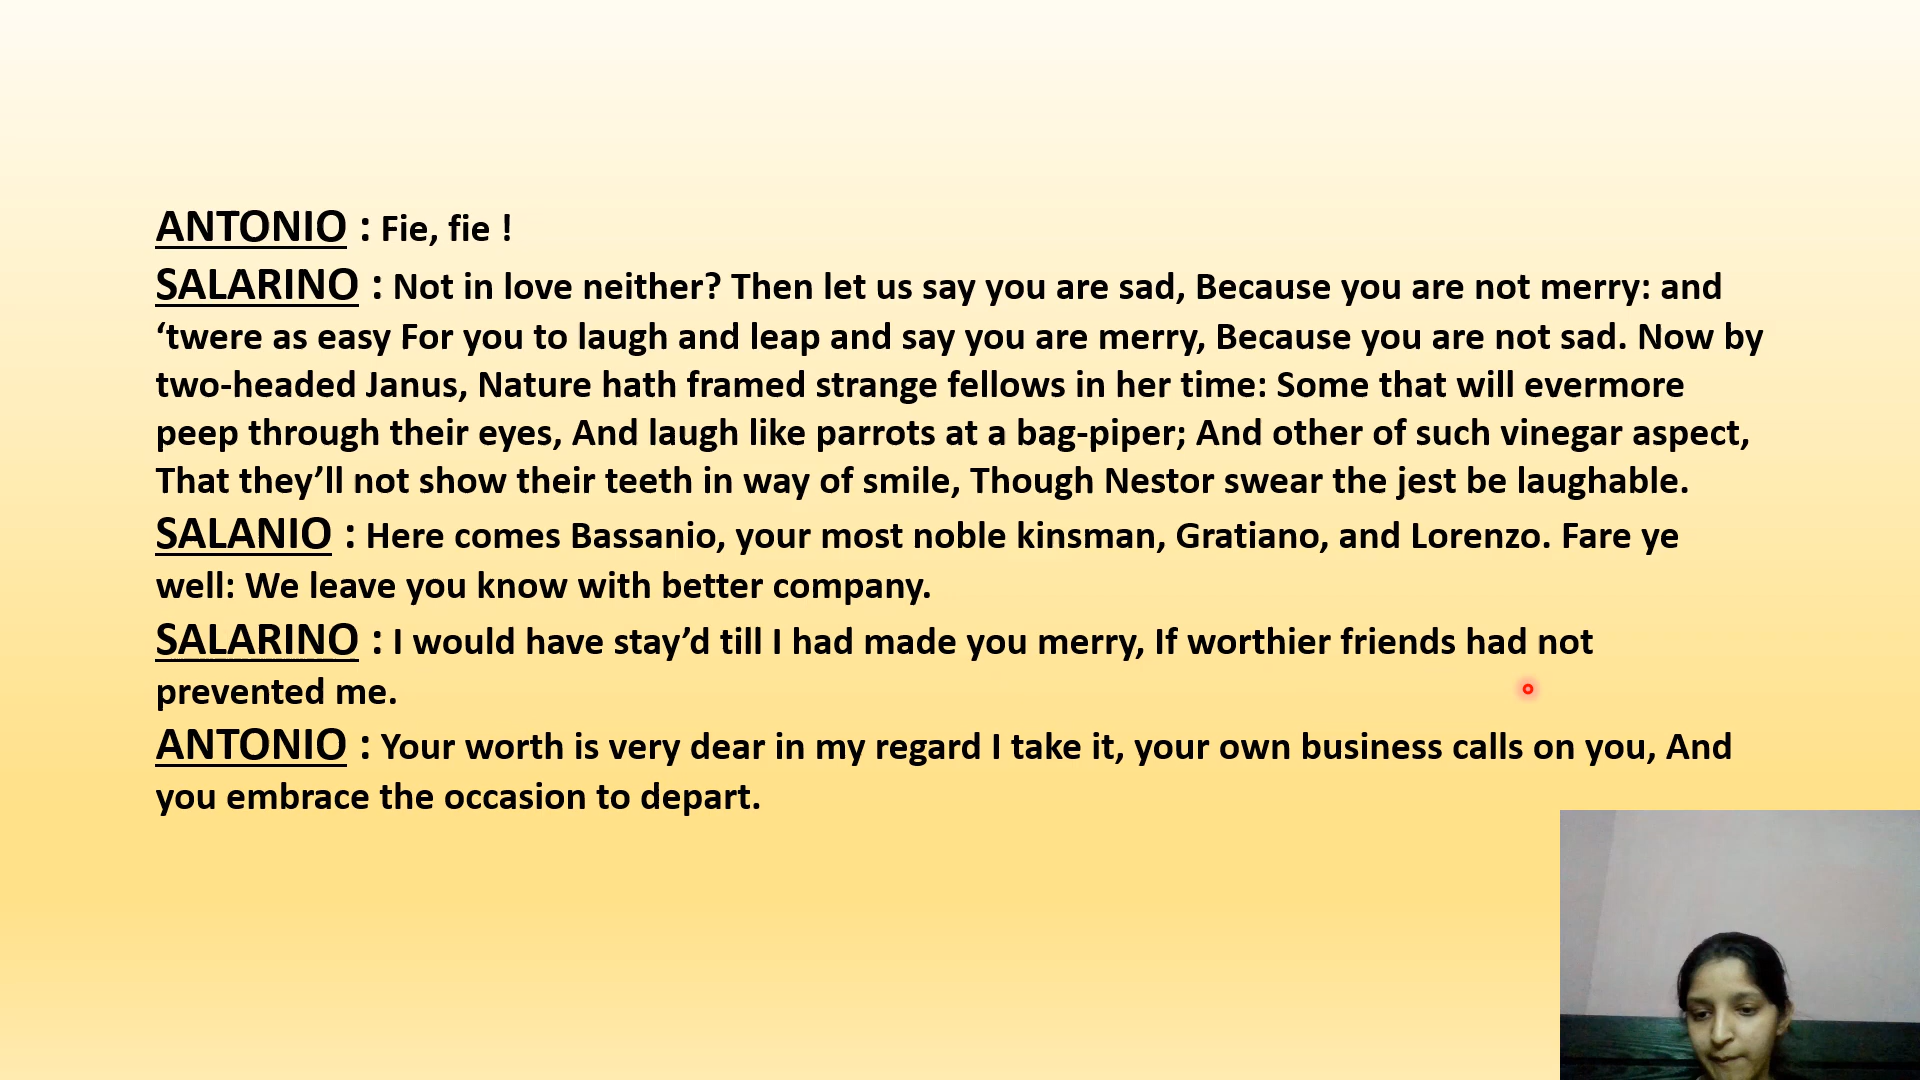 ANTONIO : Fie, fie !
SALARINO : Not in love neither? Then let us say you are sad, Because you are not merry: and
‘twere as easy For you to laugh and leap and say you are merry, Because you are not sad. Now by
two-headed Janus, Nature hath framed strange fellows in her time: Some that will evermore
peep through their eyes, And laugh like parrots at a bag-piper; And other of such vinegar aspect,
That they’ll not show their teeth in way of smile, Though Nestor swear the jest be laughable.
SALANIO : Here comes Bassanio, your most noble kinsman, Gratiano, and Lorenzo. Fare ye
well: We leave you know with better company.
SALARINO : I would have stay’d till I had made you merry, If worthier friends had not
prevented me.
ANTONIO : Your worth is very dear in my regard I take it, your own business calls on you, And
you embrace the occasion to depart.